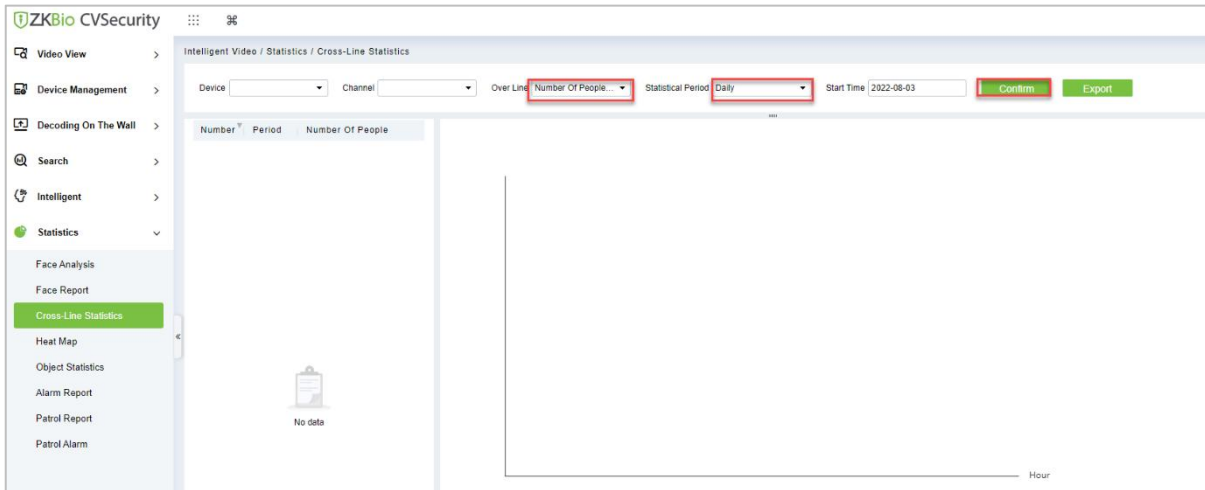 ZKBio CVSecurity
Intelligent Video / Statistics / Cross-Line Statistics
Device Channel Over Line Number Of People... Statistical Period Daily Start Time 2022-08-03 Confirm Export
Video View
Device Management
Decoding On The Wall
Search
Intelligent
Statistics
Face Analysis
Face Report
Cross-Line Statistics
Heat Map
Object Statistics
Alarm Report
Patrol Report
Patrol Alarm
Number Period Number Of People
No data
Hour